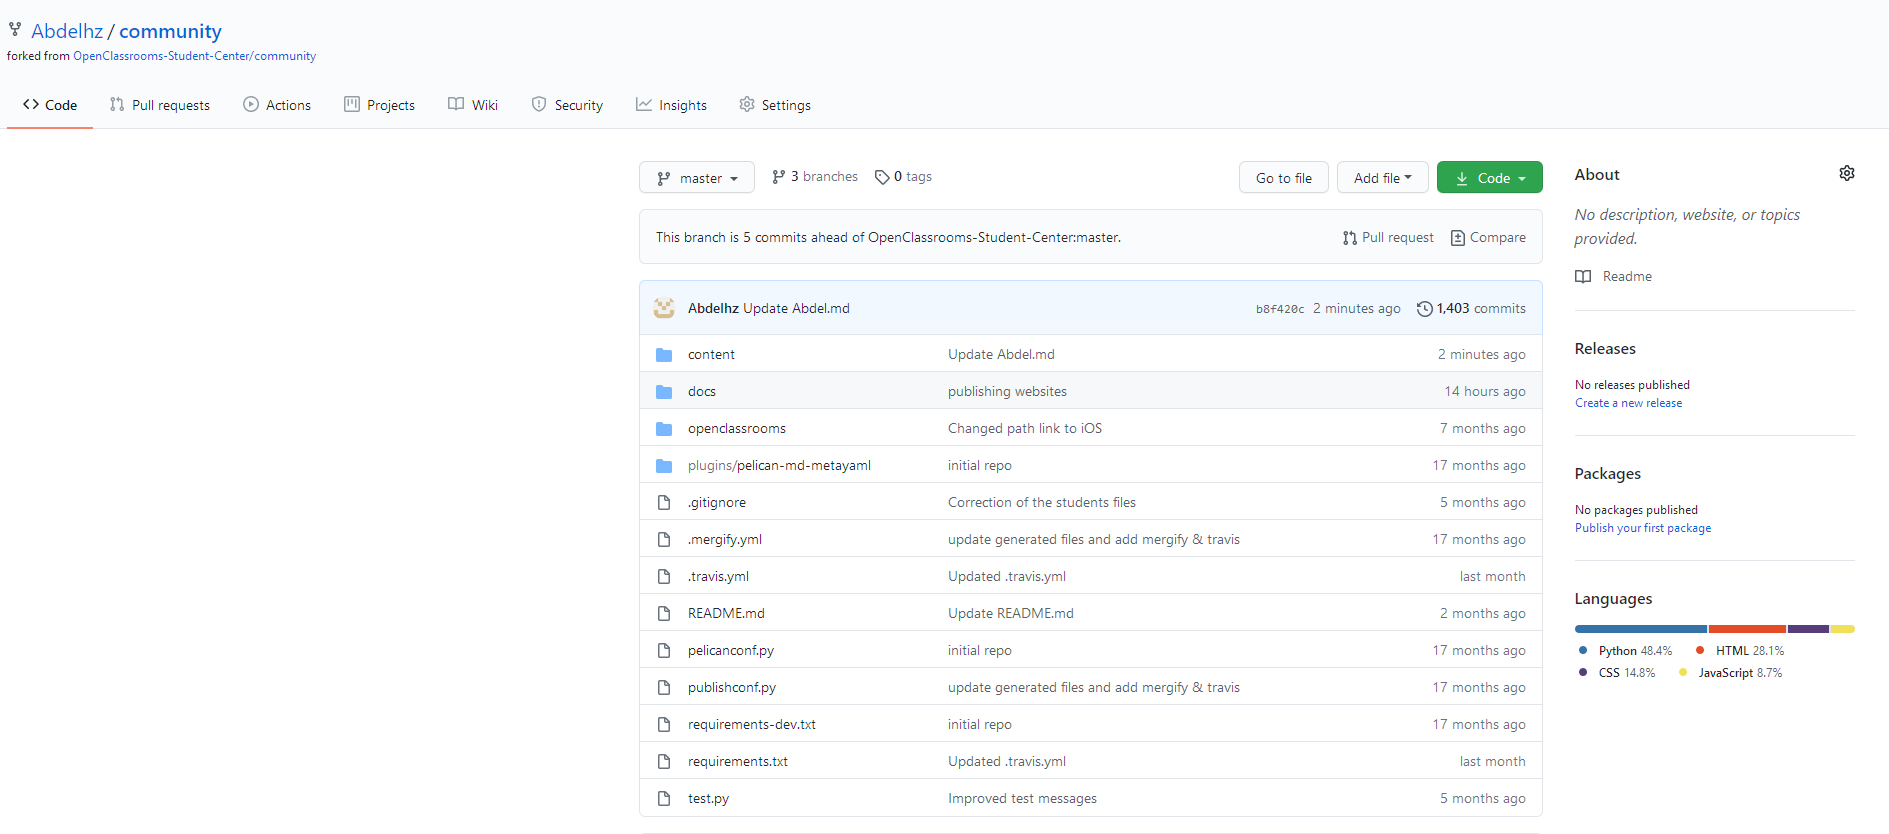 Abdelhz / community
forked from OpenClassrooms-Student-Center/community
Code Pull requests Actions Projects Wiki Security Insights Settings
master 3 branches 0 tags Go to file Add file Code
This branch is 5 commits ahead of OpenClassrooms-Student-Center:master. Pull request Compare
Abdelhz Update Abdel.md b8f420c 2 minutes ago 1,403 commits
content Update Abdel.md 2 minutes ago
docs publishing websites 14 hours ago
openclassrooms Changed path link to iOS 7 months ago
plugins/pelican-md-metayaml initial repo 17 months ago
.gitignore Correction of the students files 5 months ago
.mergify.yml update generated files and add mergify & travis 17 months ago
.travis.yml Updated .travis.yml last month
README.md Update README.md 2 months ago
pelicanconf.py initial repo 17 months ago
publishconf.py update generated files and add mergify & travis 17 months ago
requirements-dev.txt initial repo 17 months ago
requirements.txt Updated .travis.yml last month
test.py Improved test messages 5 months ago
About
No description, website, or topics
provided.
Readme
Releases
No releases published
Create a new release
Packages
No packages published
Publish your first package
Languages
Python 48.4% HTML 28.1%
CSS 14.8% JavaScript 8.7%